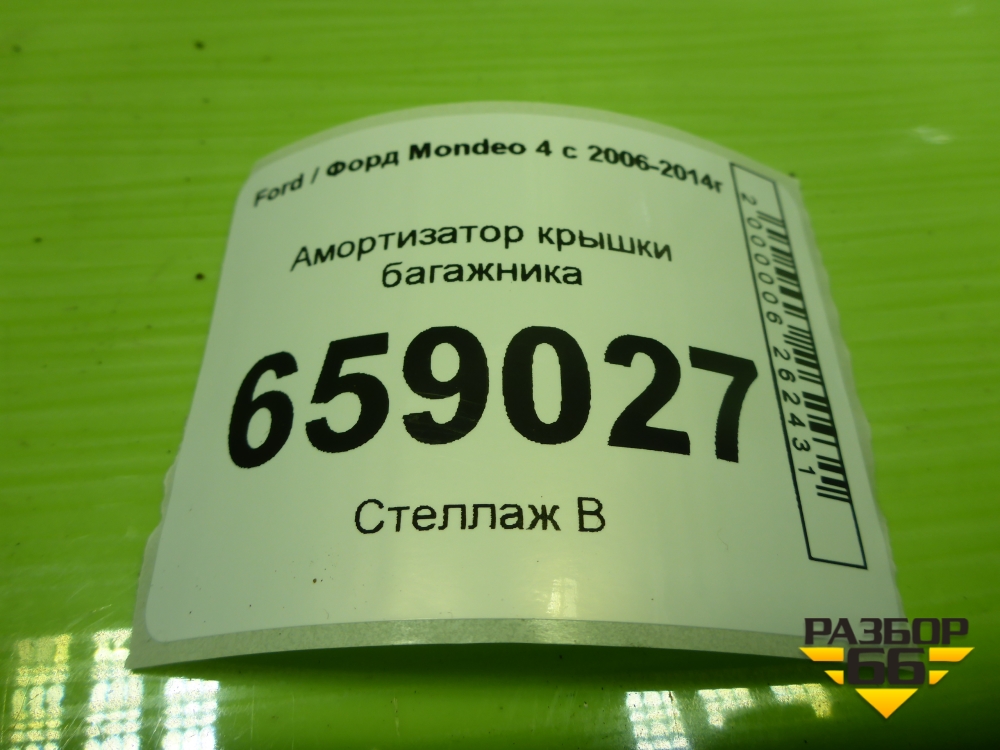 Ford / Форд Mondeo 4 с 2006-2014г
Амортизатор крышки
багажника
659027
Стеллаж В
2000006262431
РАЗБОР
66